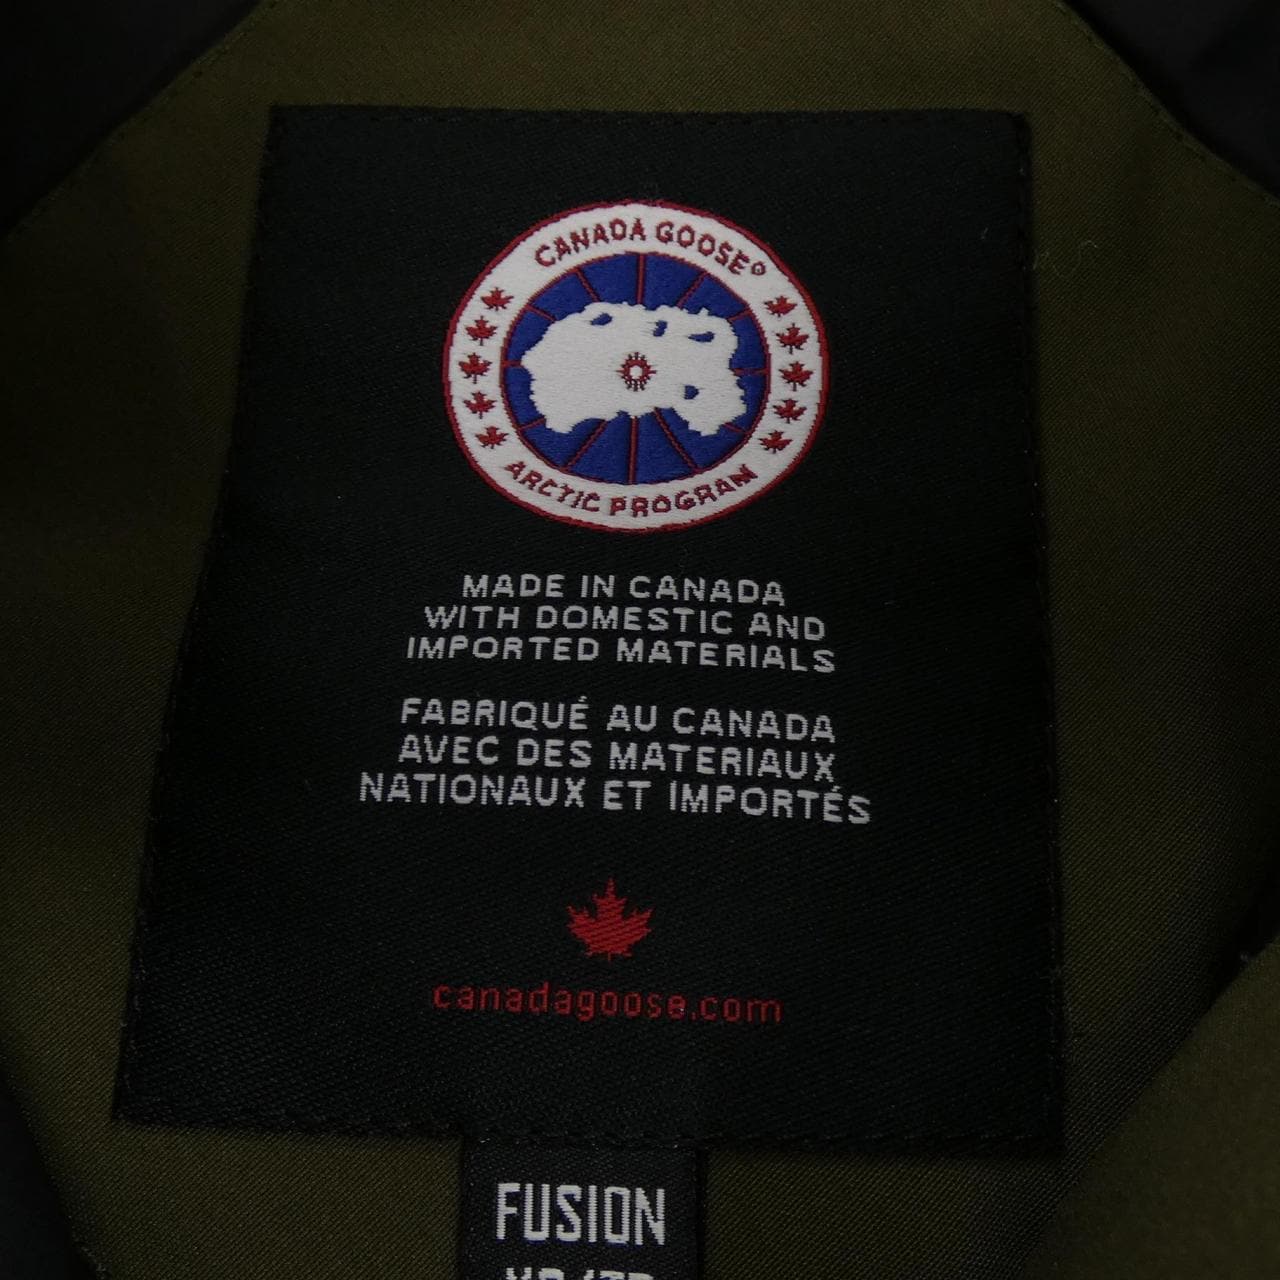 CANADA GOOSE®
ARCTIC PROGRAM
MADE IN CANADA
WITH DOMESTIC AND
IMPORTED MATERIALS
FABRIQUÉ AU CANADA
AVEC DES MATERIAUX
NATIONAUX ET IMPORTÉS
canadagoose.com
FUSION